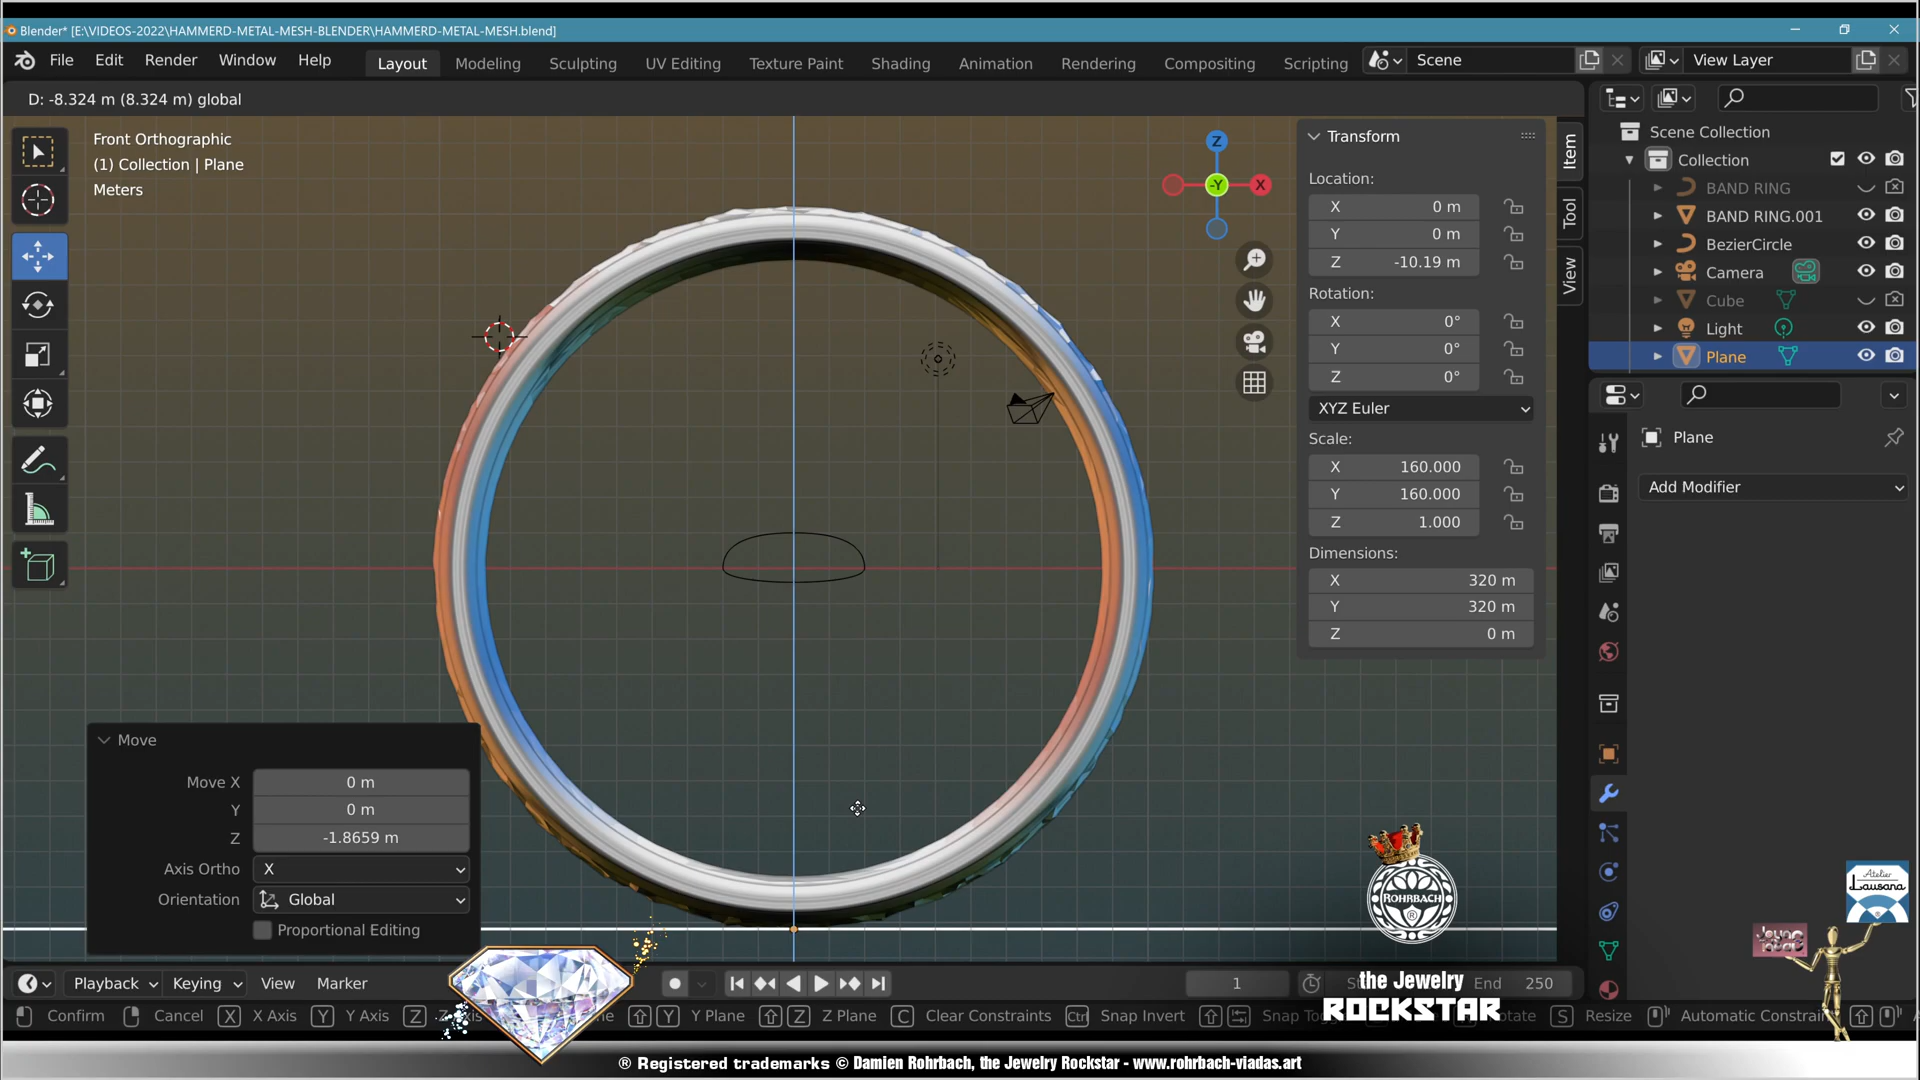 Blender* [E:\VIDEOS-2022\HAMMERD-METAL-MESH-BLENDER\HAMMERD-METAL-MESH.blend]
File Edit Render Window Help Layout Modeling Sculpting UV Editing Texture Paint Shading Animation Rendering Compositing Scripting Scene View Layer
D: -8.324 m (8.324 m) global
Front Orthographic
(1) Collection | Plane
Meters
Z
-Y
X
Transform
Location:
X 0 m
Y 0 m
Z -10.19 m
Rotation:
X 0°
Y 0°
Z 0°
XYZ Euler
Scale:
X 160.000
Y 160.000
Z 1.000
Dimensions:
X 320 m
Y 320 m
Z 0 m
Item
Tool
View
Scene Collection
Collection
BAND RING
BAND RING.001
BezierCircle
Camera
Cube
Light
Plane
Plane
Add Modifier
Move
Move X 0 m
Y 0 m
Z -1.8659 m
Axis Ortho X
Orientation Global
Proportional Editing
ROHRBACH
®
Atelier
Lausana
Playback Keying View Marker 1 End 250
the Jewelry
ROCKSTAR
Confirm Cancel X X Axis Y Y Axis Z Y Plane Z Z Plane C Clear Constraints Ctrl Snap Invert S Resize
® Registered trademarks © Damien Rohrbach, the Jewelry Rockstar - www.rohrbach-viadas.art